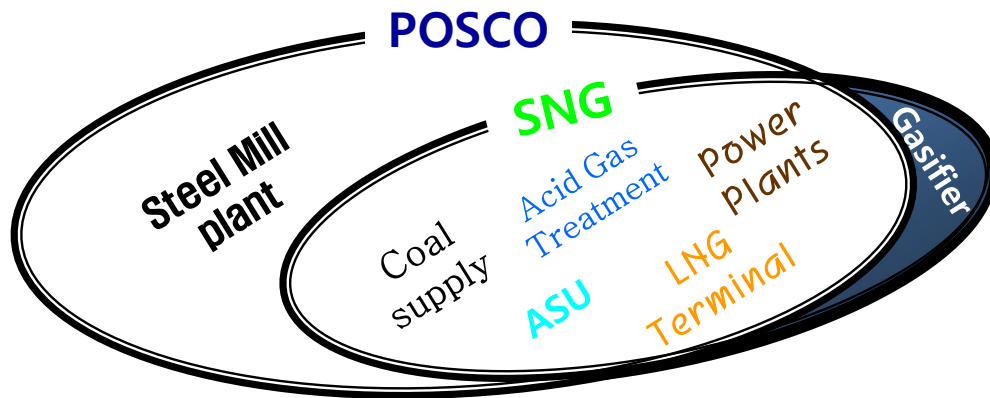 POSCO
SNG
Steel Mill
plant
Coal
supply
Acid Gas
Treatment
ASU
Power
Plants
LNG
Terminal
Gasifier